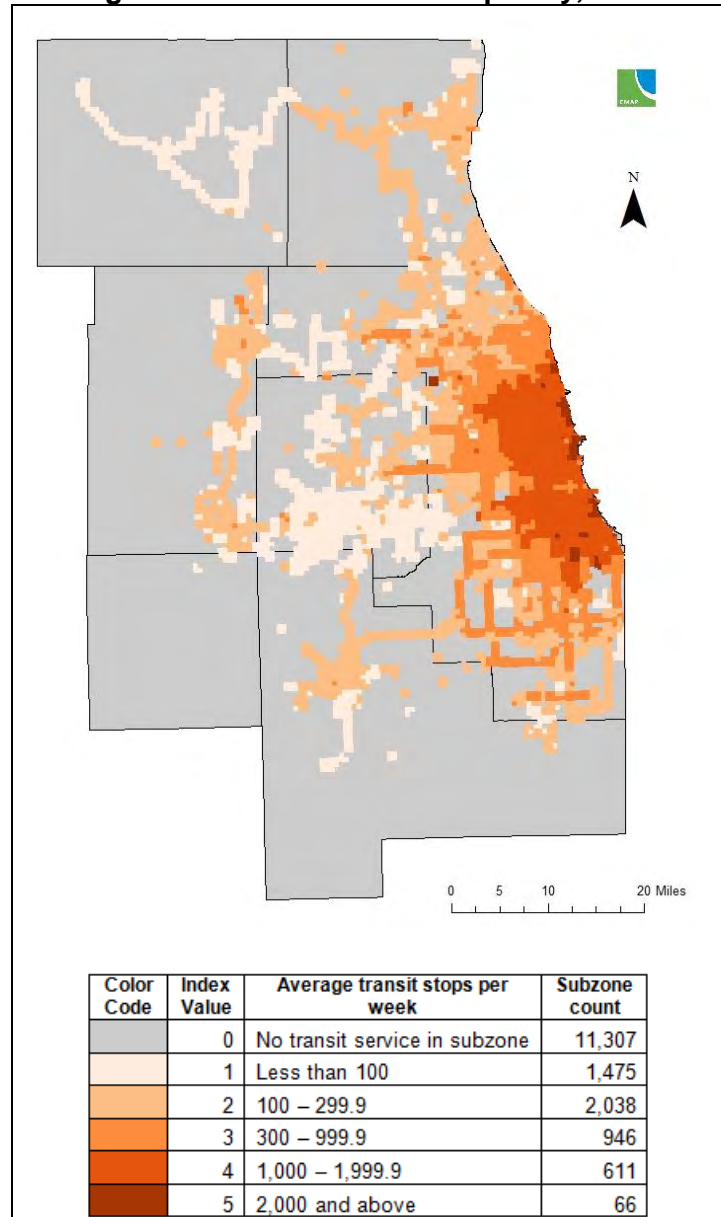 CMAP
N
0 5 10 20 Miles
Color Code Index Value Average transit stops per week Subzone count
0 No transit service in subzone 11,307
1 Less than 100 1,475
2 100 – 299.9 2,038
3 300 – 999.9 946
4 1,000 – 1,999.9 611
5 2,000 and above 66